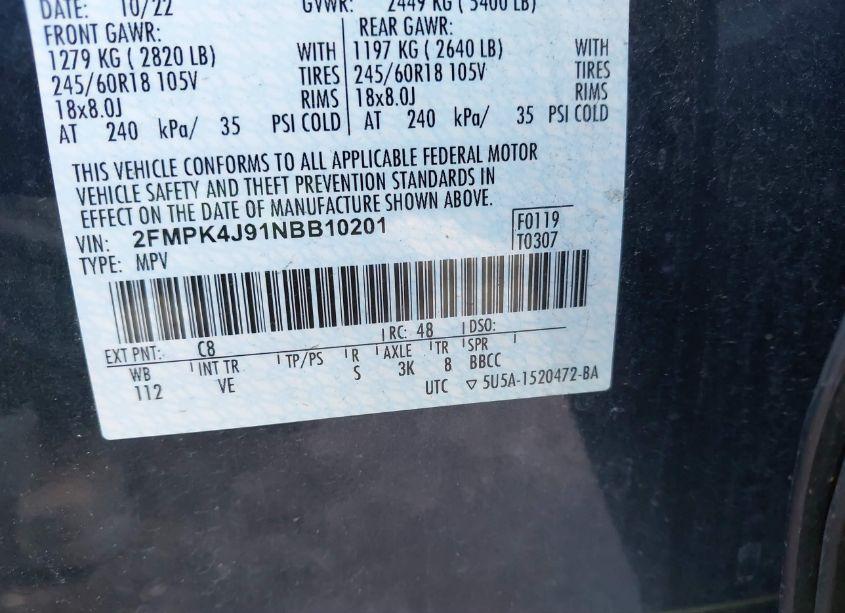 DATE: 10/22 GVWR: 2449 KG ( 5400 LB)
FRONT GAWR: REAR GAWR:
1279 KG ( 2820 LB) WITH 1197 KG ( 2640 LB) WITH
245/60R18 105V TIRES 245/60R18 105V TIRES
18x8.0J RIMS 18x8.0J RIMS
AT 240 kPa/ 35 PSI COLD AT 240 kPa/ 35 PSI COLD
THIS VEHICLE CONFORMS TO ALL APPLICABLE FEDERAL MOTOR
VEHICLE SAFETY AND THEFT PREVENTION STANDARDS IN
EFFECT ON THE DATE OF MANUFACTURE SHOWN ABOVE.
VIN: 2FMPK4J91NBB10201 F0119
TYPE: MPV T0307
EXT PNT: C8 RC: 48 DSO:
WB INT TR TP/PS R AXLE TR SPR
112 VE S 3K 8 BBCC
UTC ▽ 5U5A-1520472-BA